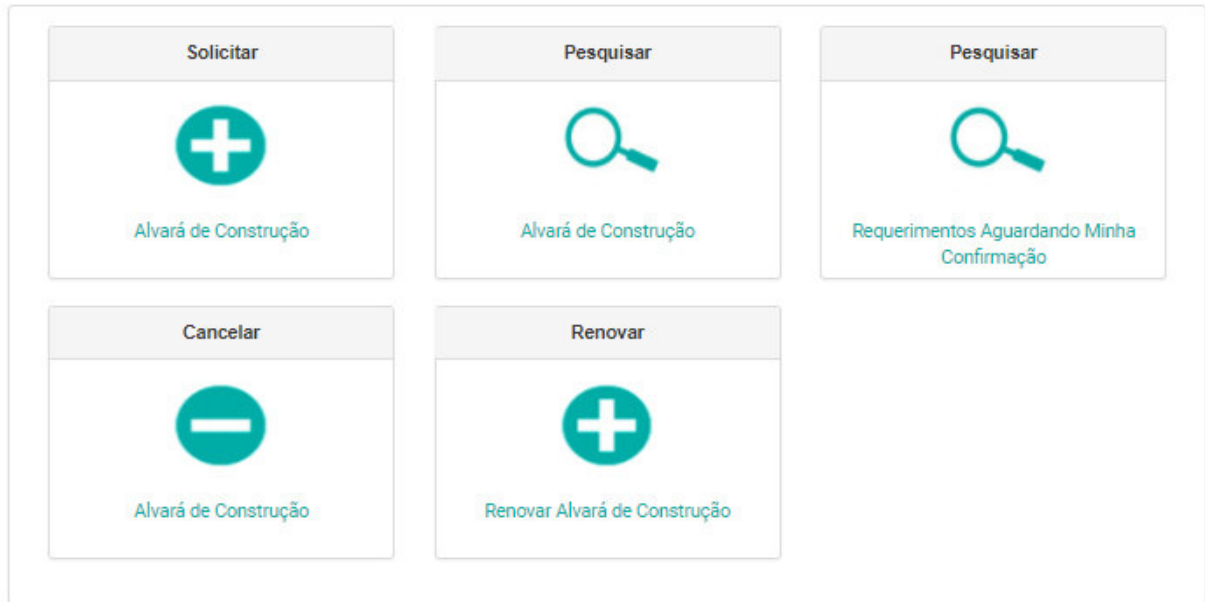 Solicitar
Alvará de Construção
Pesquisar
Alvará de Construção
Pesquisar
Requerimentos Aguardando Minha
Confirmação
Cancelar
Alvará de Construção
Renovar
Renovar Alvará de Construção